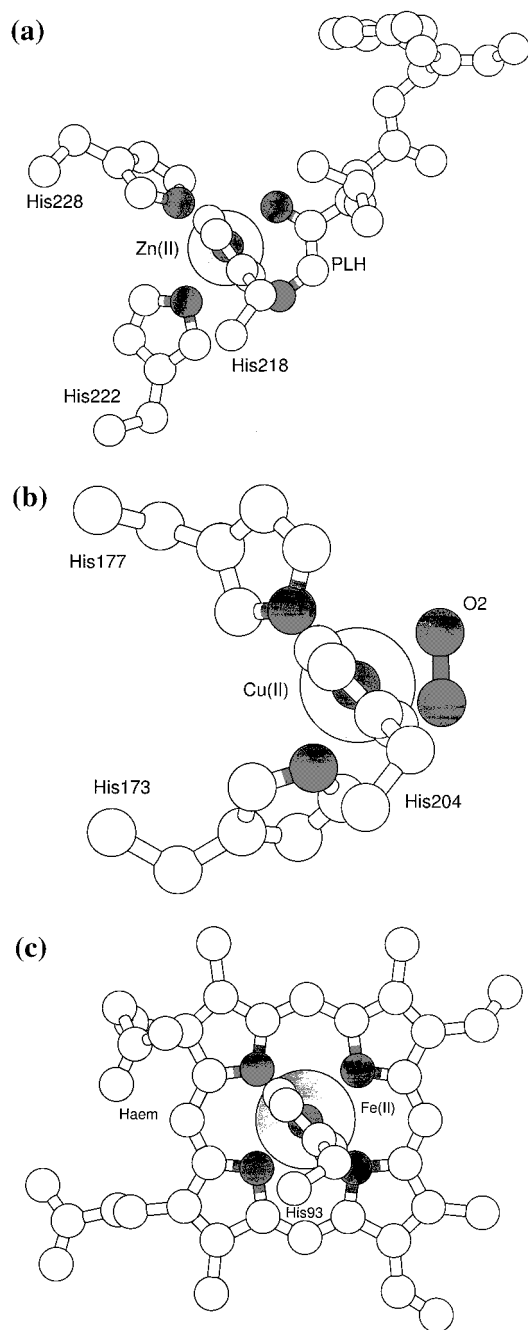 (a)
His228
Zn(II)
PLH
His218
His222
(b)
His177
O2
Cu(II)
His173
His204
(c)
Haem
Fe(II)
His93